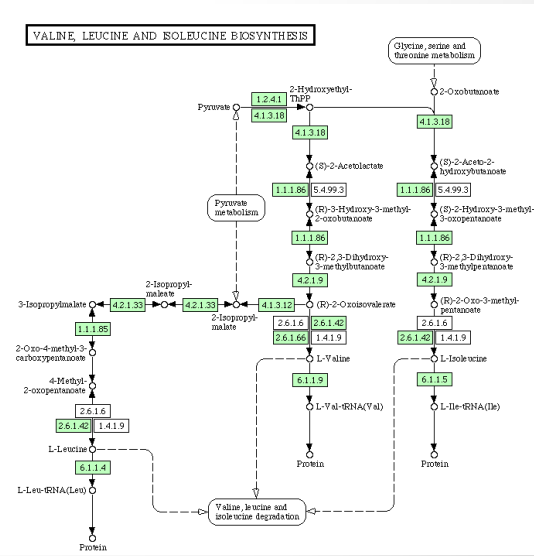 VALINE, LEUCINE AND ISOLEUCINE BIOSYNTHESIS
Glycine, serine and
threonine metabolism
2-Hydroxyethyl-
ThPP
Pyruvate
1.2.4.1
4.1.3.18
2-Oxobutanoate
4.1.3.18
4.1.3.18
(S)-2-Acetolactate
(S)-2-Aceto-2-
hydroxybutanoate
1.1.1.86
5.4.99.3
1.1.1.86
5.4.99.3
Pyruvate
metabolism
(R)-3-Hydroxy-3-methyl-
2-oxobutanoate
(S)-2-Hydroxy-3-methyl-
3-oxopentanoate
1.1.1.86
1.1.1.86
(R)-2,3-Dihydroxy-
3-methylbutanoate
(R)-2,3-Dihydroxy-
3-methylpentanoate
4.2.1.9
4.2.1.9
2-Isopropyl-
maleate
3-Isopropylmalate
4.2.1.33
4.2.1.33
2-Isopropyl-
malate
4.1.3.12
(R)-2-Oxoisovalerate
(R)-2-Oxo-3-methyl-
pentanoate
1.1.1.85
2.6.1.6
2.6.1.42
2.6.1.66
1.4.1.9
2.6.1.6
2.6.1.42
1.4.1.9
2-Oxo-4-methyl-3-
carboxypentanoate
L-Valine
L-Isoleucine
4-Methyl-
2-oxopentanoate
6.1.1.9
6.1.1.5
2.6.1.6
2.6.1.42
1.4.1.9
L-Val-tRNA(Val)
L-Ile-tRNA(Ile)
L-Leucine
6.1.1.4
Protein
Protein
L-Leu-tRNA(Leu)
Valine, leucine and
isoleucine degradation
Protein